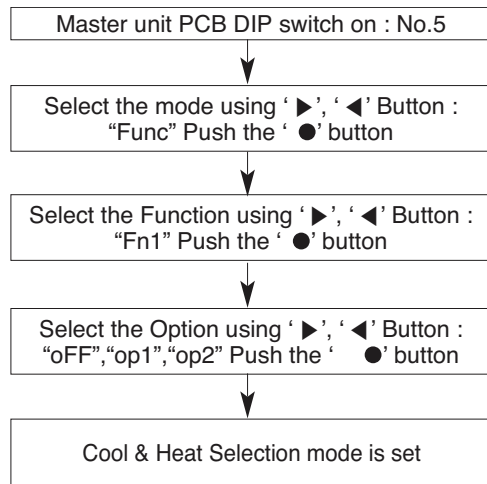 Master unit PCB DIP switch on : No.5
Select the mode using ‘ ▶’, ‘ ◀’ Button :
“Func” Push the ‘ ●’ button
Select the Function using ‘ ▶’, ‘ ◀’ Button :
“Fn1” Push the ‘ ●’ button
Select the Option using ‘ ▶’, ‘ ◀’ Button :
“oFF”,“op1”,“op2” Push the ‘ ●’ button
Cool & Heat Selection mode is set